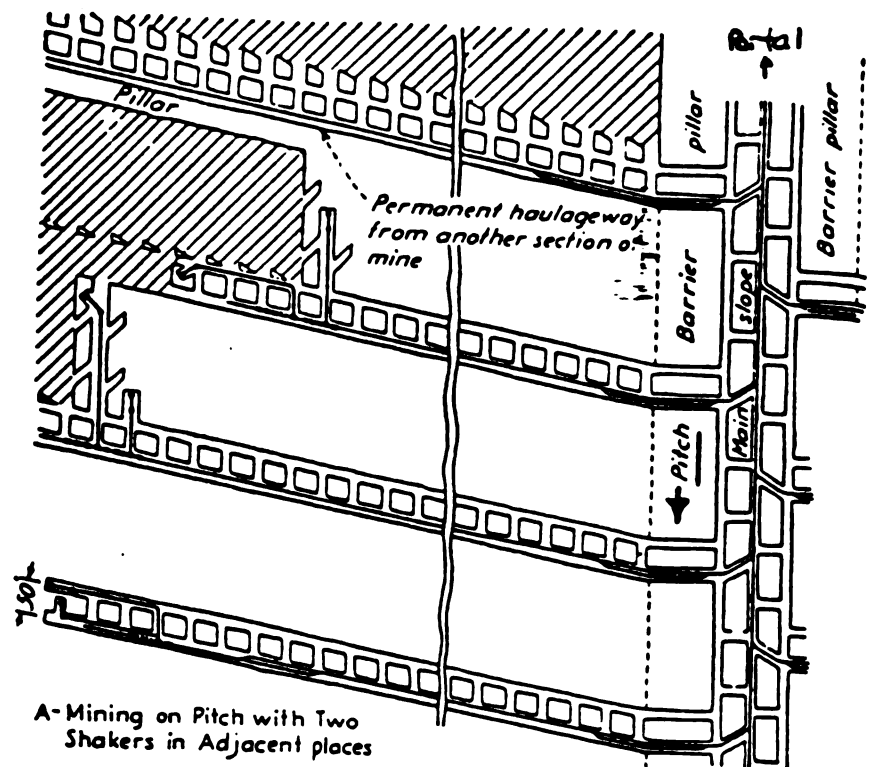 Portal
Pillar
pillar
Barrier pillar
Permanent haulageway
from another section of
mine
Barrier
slope
Main
Pitch
A-Mining on Pitch with Two
Shakers in Adjacent places